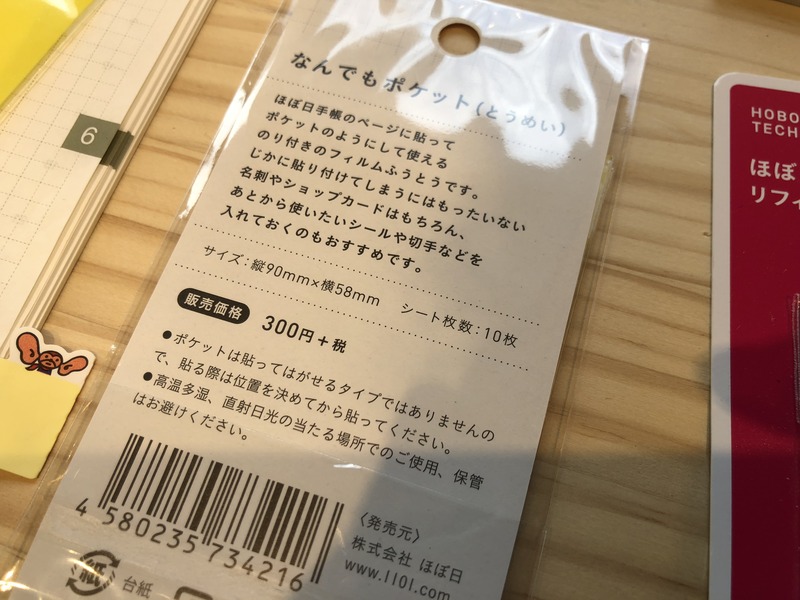 なんでもポケット(とうめい)
ほぼ日手帳のページに貼って
ポケットのようにして使える
のり付きのフィルムふうとうです。
じかに貼り付けてしまうにはもったいない
名刺やショップカードはもちろん、
あとから使いたいシールや切手などを
入れておくのもおすすめです。
サイズ:縦90mm×横58mm シート枚数:10枚
販売価格 300円+税
●ポケットは貼ってはがせるタイプではありませんの
で、貼る際は位置を決めてから貼ってください。
●高温多湿、直射日光の当たる場所でのご使用、保管
はお避けください。
4 580235 734216
〈発売元〉
株式会社 ほぼ日
www.1101.com
紙 台紙
6
HOBO
TECH
ほぼ
リフィ